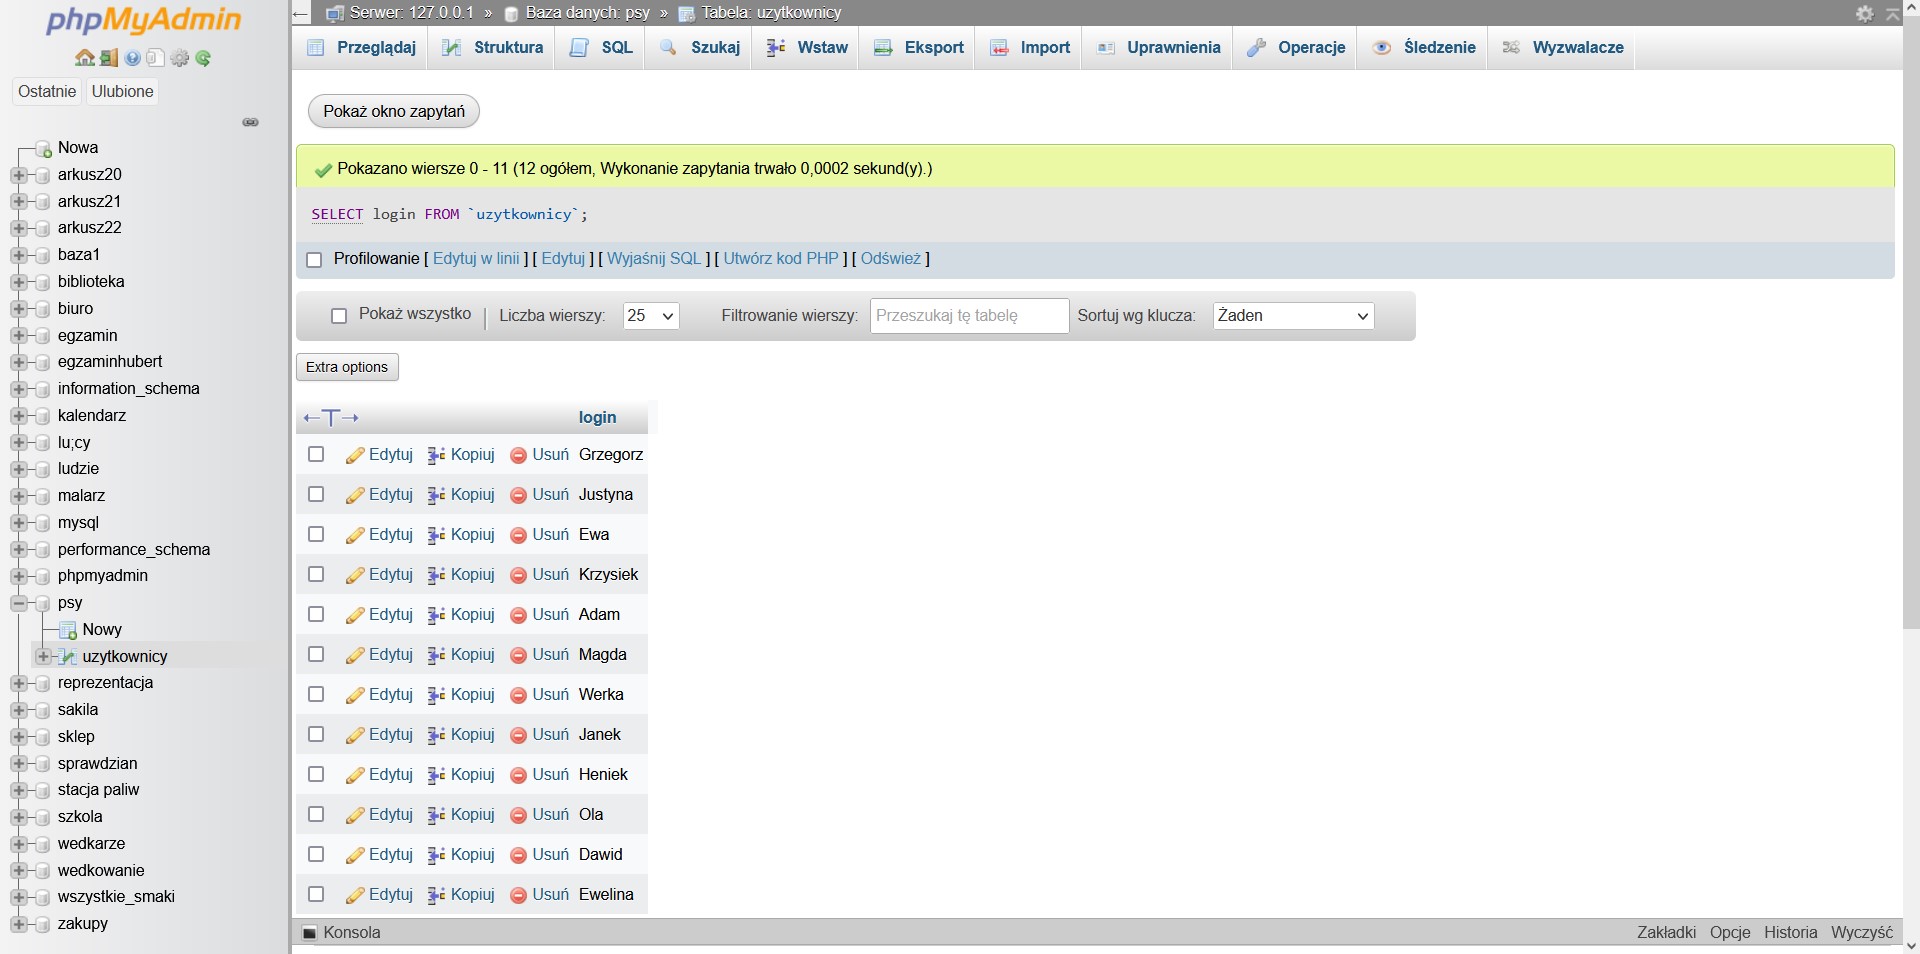 phpMyAdmin
Ostatnie Ulubione
Nowa
arkusz20
arkusz21
arkusz22
baza1
biblioteka
biuro
egzamin
egzaminhubert
information_schema
kalendarz
lu;cy
ludzie
malarz
mysql
performance_schema
phpmyadmin
psy
Nowy
uzytkownicy
reprezentacja
sakila
sklep
sprawdzian
stacja paliw
szkola
wedkarze
wedkowanie
wszystkie_smaki
zakupy
Serwer: 127.0.0.1 » Baza danych: psy » Tabela: uzytkownicy
Przeglądaj Struktura SQL Szukaj Wstaw Eksport Import Uprawnienia Operacje Śledzenie Wyzwalacze
Pokaż okno zapytań
Pokazano wiersze 0 - 11 (12 ogółem, Wykonanie zapytania trwało 0,0002 sekund(y).)
SELECT login FROM `uzytkownicy`;
Profilowanie [ Edytuj w linii ] [ Edytuj ] [ Wyjaśnij SQL ] [ Utwórz kod PHP ] [ Odśwież ]
Pokaż wszystko Liczba wierszy: 25 Filtrowanie wierszy: Przeszukaj tę tabelę Sortuj wg klucza: Żaden
Extra options
←T→ login
Edytuj Kopiuj Usuń Grzegorz
Edytuj Kopiuj Usuń Justyna
Edytuj Kopiuj Usuń Ewa
Edytuj Kopiuj Usuń Krzysiek
Edytuj Kopiuj Usuń Adam
Edytuj Kopiuj Usuń Magda
Edytuj Kopiuj Usuń Werka
Edytuj Kopiuj Usuń Janek
Edytuj Kopiuj Usuń Heniek
Edytuj Kopiuj Usuń Ola
Edytuj Kopiuj Usuń Dawid
Edytuj Kopiuj Usuń Ewelina
Konsola Zakładki Opcje Historia Wyczyść